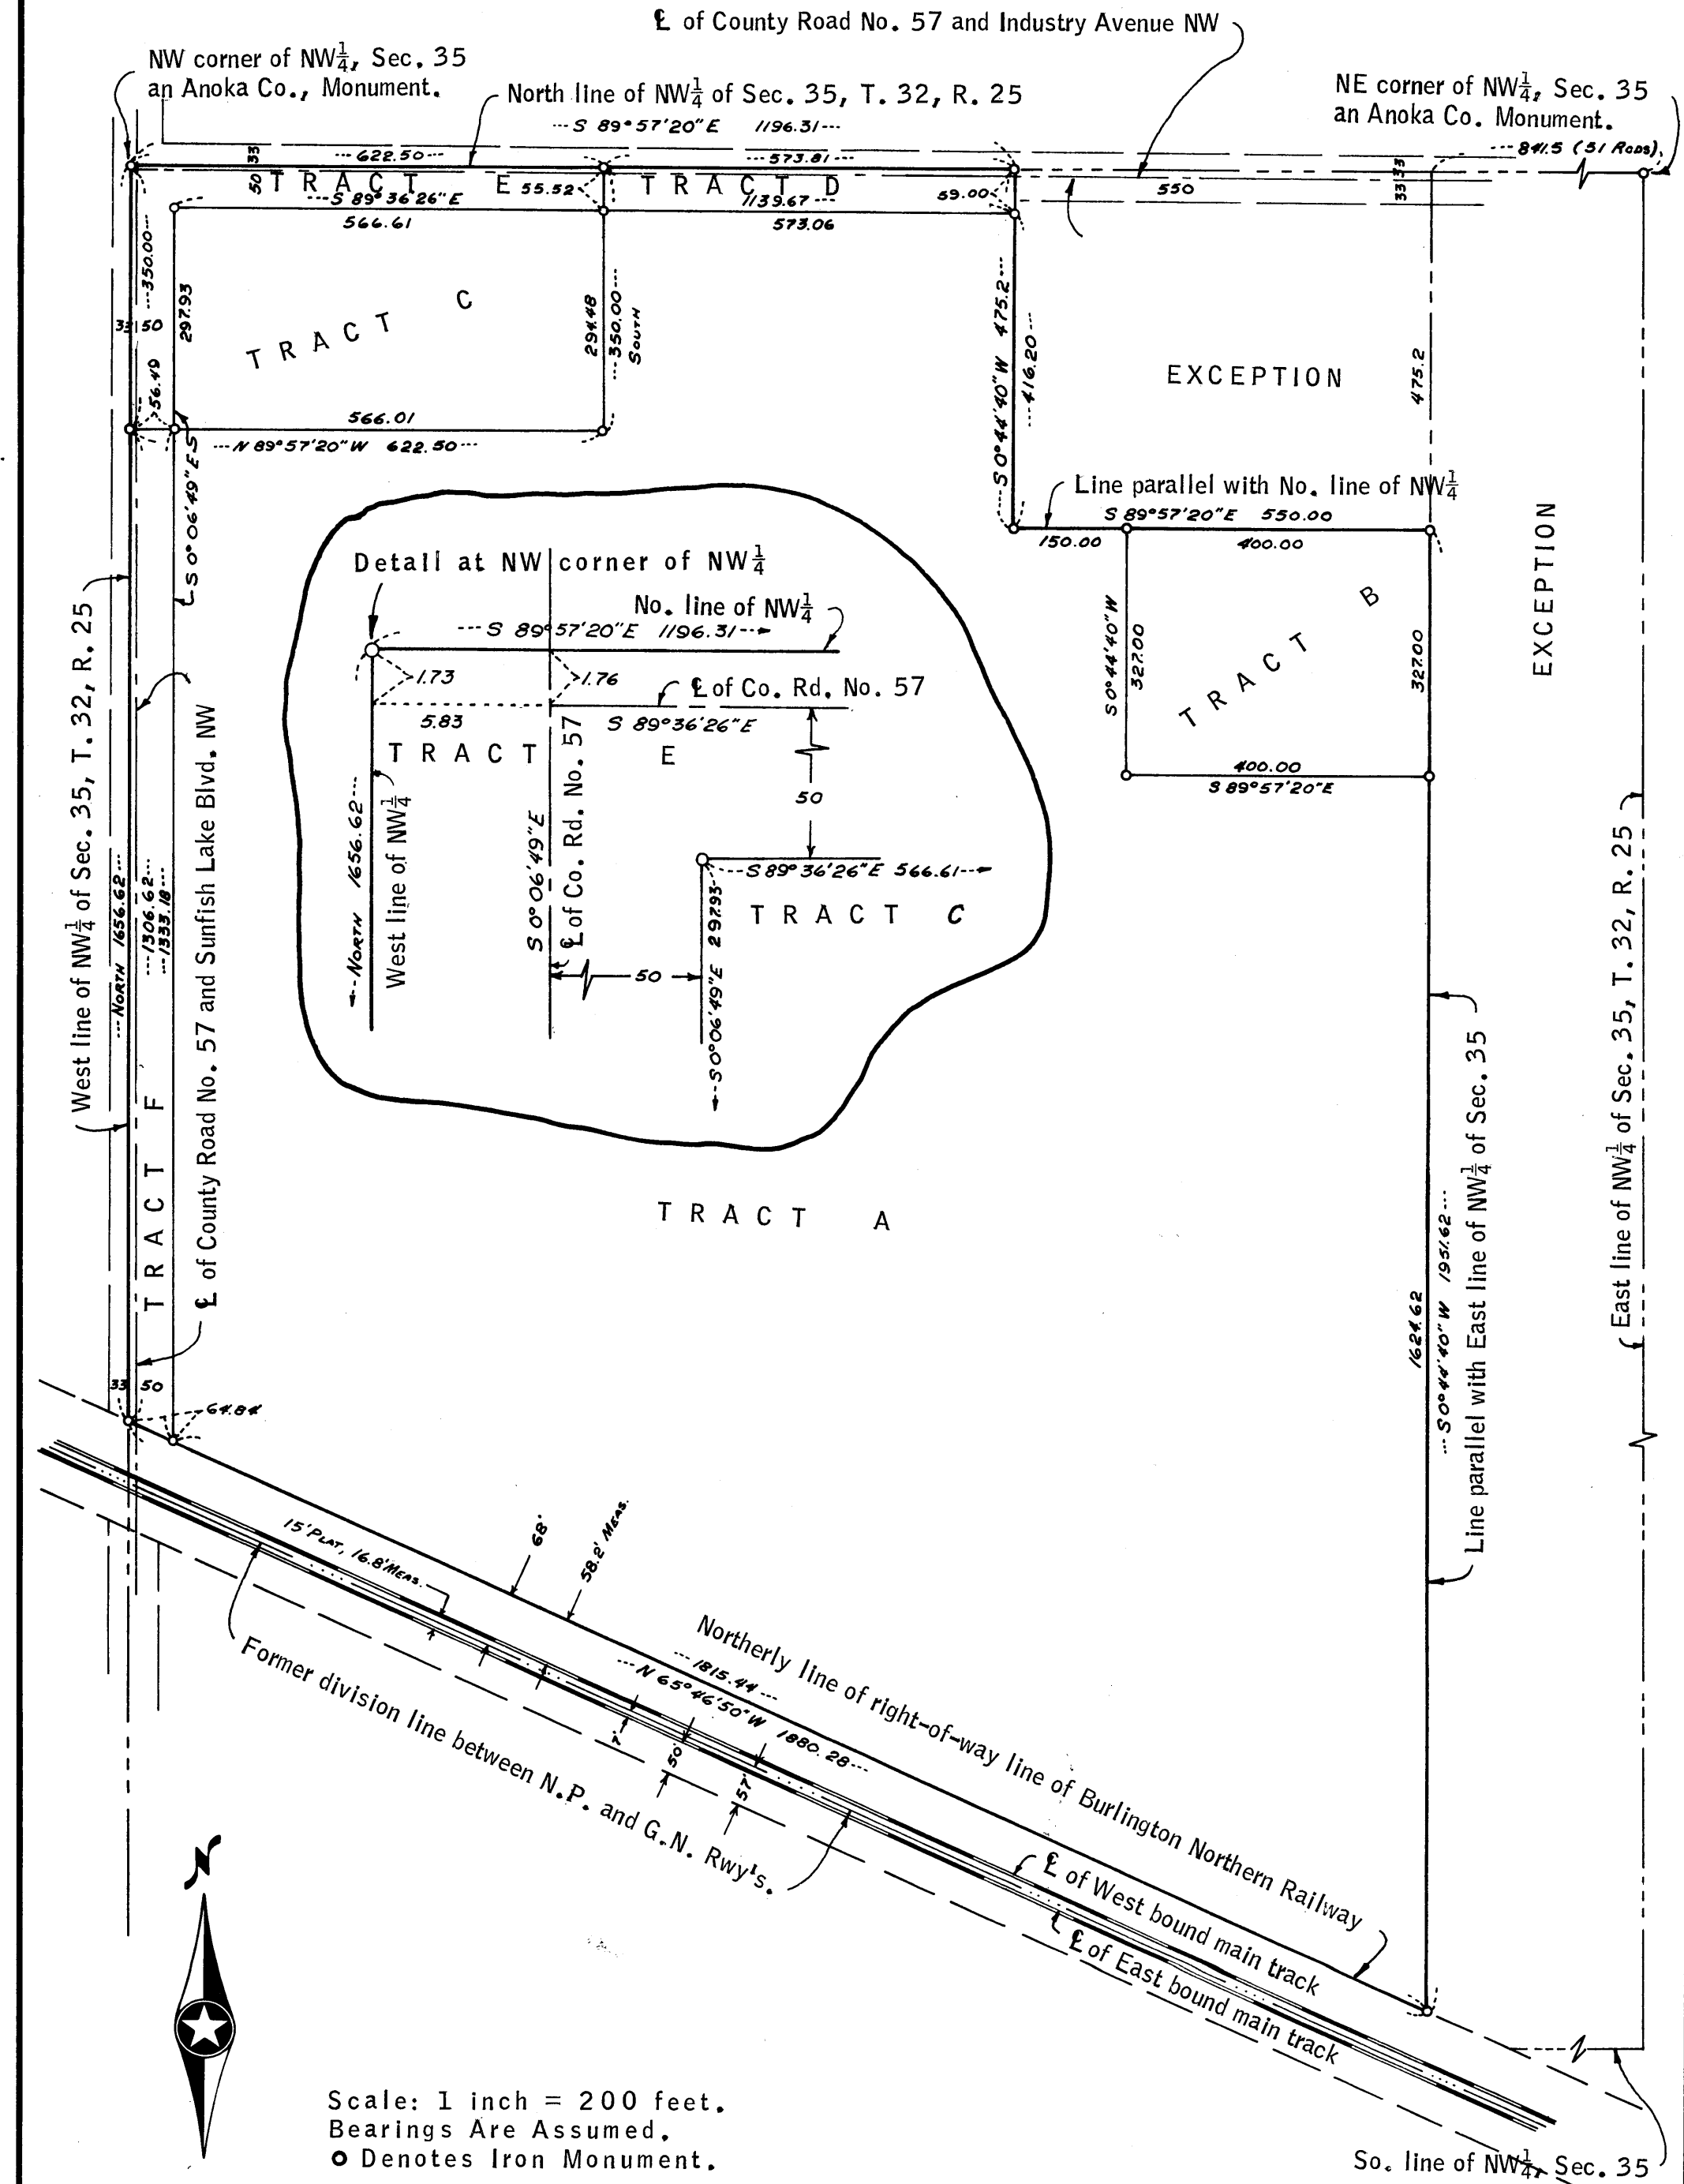 ℄ of County Road No. 57 and Industry Avenue NW
NW corner of NW¼, Sec. 35
an Anoka Co., Monument.
North line of NW¼ of Sec. 35, T. 32, R. 25
---S 89°57'20"E 1196.31---
NE corner of NW¼, Sec. 35
an Anoka Co. Monument.
---841.5 (51 RODS)
33
50
---622.50---
---573.81---
TRACT E
55.52
TRACT D
59.00
550
33 33
---S 89°36'26"E
1139.67---
566.61
573.06
---350.00---
297.93
33 50
56.49
TRACT C
294.48
---350.00---
SOUTH
566.01
---N 89°57'20"W 622.50---
S 0°06'49"E S
---S 0°44'40"W 475.2---
---416.20---
EXCEPTION
475.2
Line parallel with No. line of NW¼
S 89°57'20"E 550.00
150.00
400.00
S 0°44'40"W
327.00
TRACT B
327.00
400.00
S 89°57'20"E
EXCEPTION
Detail at NW corner of NW¼
No. line of NW¼
---S 89°57'20"E 1196.31---
1.73
1.76
℄ of Co. Rd. No. 57
5.83
S 89°36'26"E
TRACT E
50
---NORTH 1656.62---
West line of NW¼
S 0°06'49"E
℄ of Co. Rd. No. 57
---S 89°36'26"E 566.61---
TRACT C
50
---S 0°06'49"E 297.93---
West line of NW¼ of Sec. 35, T. 32, R. 25
---NORTH 1656.62---
---1306.62---
---1333.18---
TRACT F
℄ of County Road No. 57 and Sunfish Lake Blvd. NW
TRACT A
1624.62
---S 0°44'40"W 1951.62---
Line parallel with East line of NW¼ of Sec. 35
East line of NW¼ of Sec. 35, T. 32, R. 25
33 50
64.84
15' PLAT, 16.8' MEAS.
68'
58.2' MEAS.
Northerly line of right-of-way line of Burlington Northern Railway
---1815.44---
---N 65°46'50"W 1880.28---
Former division line between N.P. and G.N. Rwy's.
7'
50'
57'
℄ of West bound main track
℄ of East bound main track
N
Scale: 1 inch = 200 feet.
Bearings Are Assumed.
o Denotes Iron Monument.
So. line of NW¼, Sec. 35